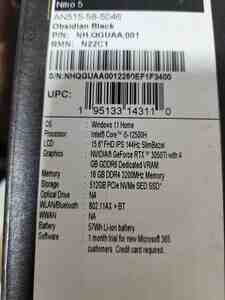 Nitro 5
AN515-58-5046
Obsidian Black
P/N: NH.QGUAA.001
RMN: N22C1
S/N:NHQGUAA0012260EF1F3400
UPC:
1 95133 14311 0
OS : Windows 11 Home
Processor : Intel® Core™ i5-12500H
LCD : 15.6" FHD IPS 144Hz SlimBezel
Graphics : NVIDIA® GeForce RTX™ 3050Ti with 4
GB GDDR6 Dedicated VRAM
Memory : 16 GB DDR4 3200MHz Memory
Storage : 512GB PCIe NVMe SED SSD*
Optical Drive : NA
WLAN : 802.11AX + BT
WWAN : NA
Battery : 57Wh Li-ion battery
Software : 1 month trial for new Microsoft 365
customers. Credit card required.